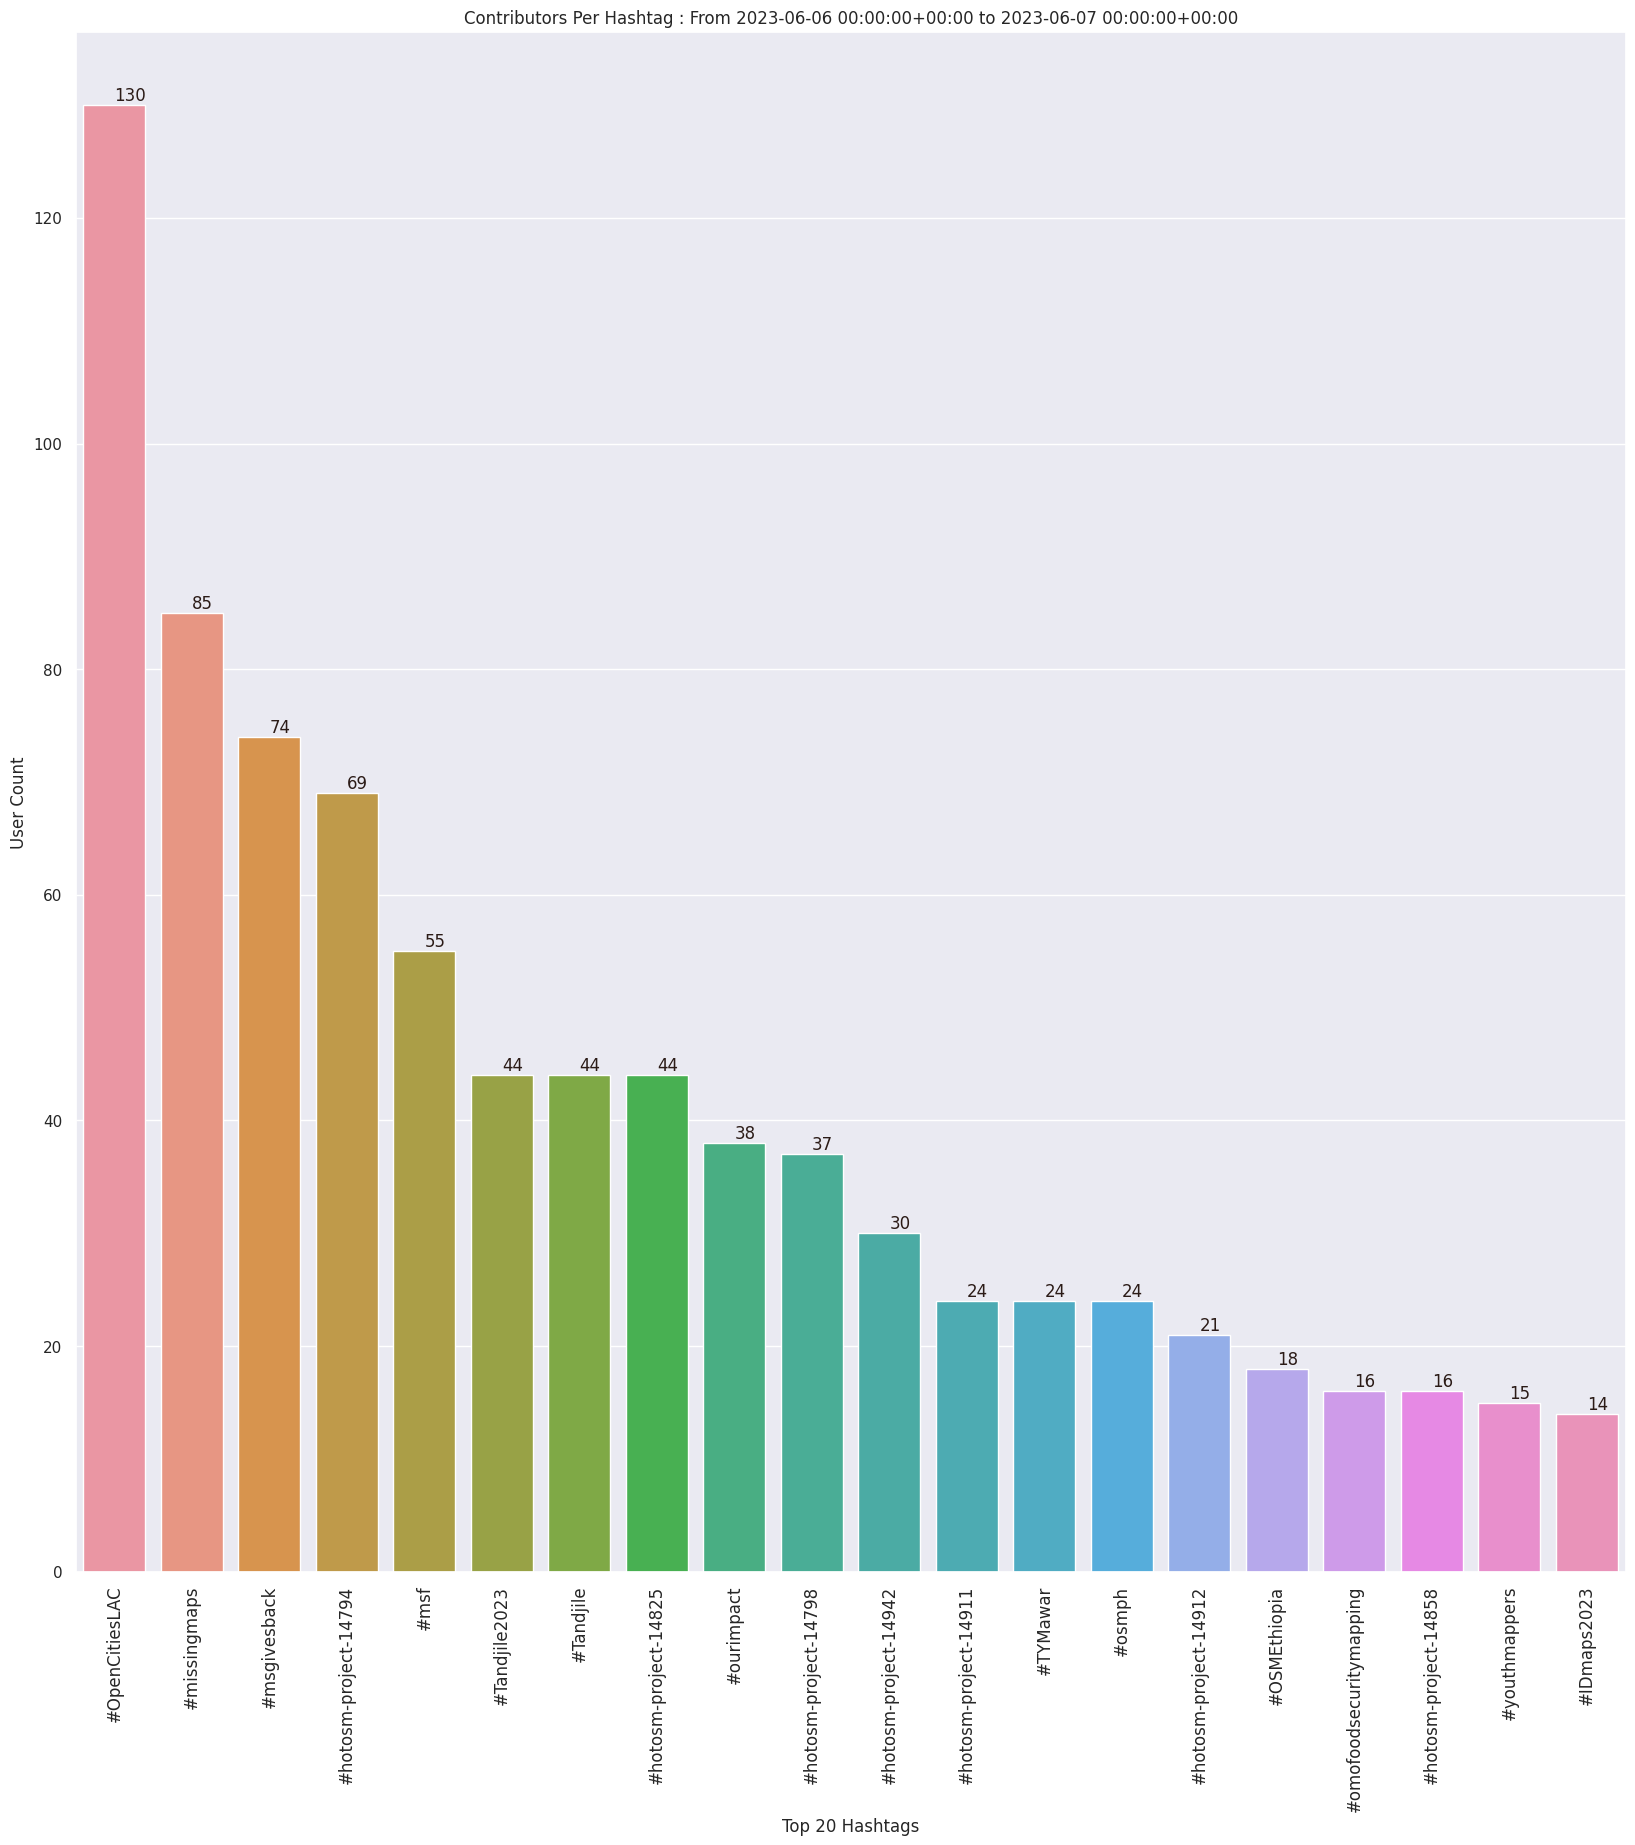 Contributors Per Hashtag : From 2023-06-06 00:00:00+00:00 to 2023-06-07 00:00:00+00:00
User Count
120
100
80
60
40
20
0
130
85
74
69
55
44
44
44
38
37
30
24
24
24
21
18
16
16
15
14
#OpenCitiesLAC
#missingmaps
#msgivesback
#hotosm-project-14794
#msf
#Tandjile2023
#Tandjile
#hotosm-project-14825
#ourimpact
#hotosm-project-14798
#hotosm-project-14942
#hotosm-project-14911
#TYMawar
#osmph
#hotosm-project-14912
#OSMEthiopia
#omofoodsecuritymapping
#hotosm-project-14858
#youthmappers
#IDmaps2023
Top 20 Hashtags